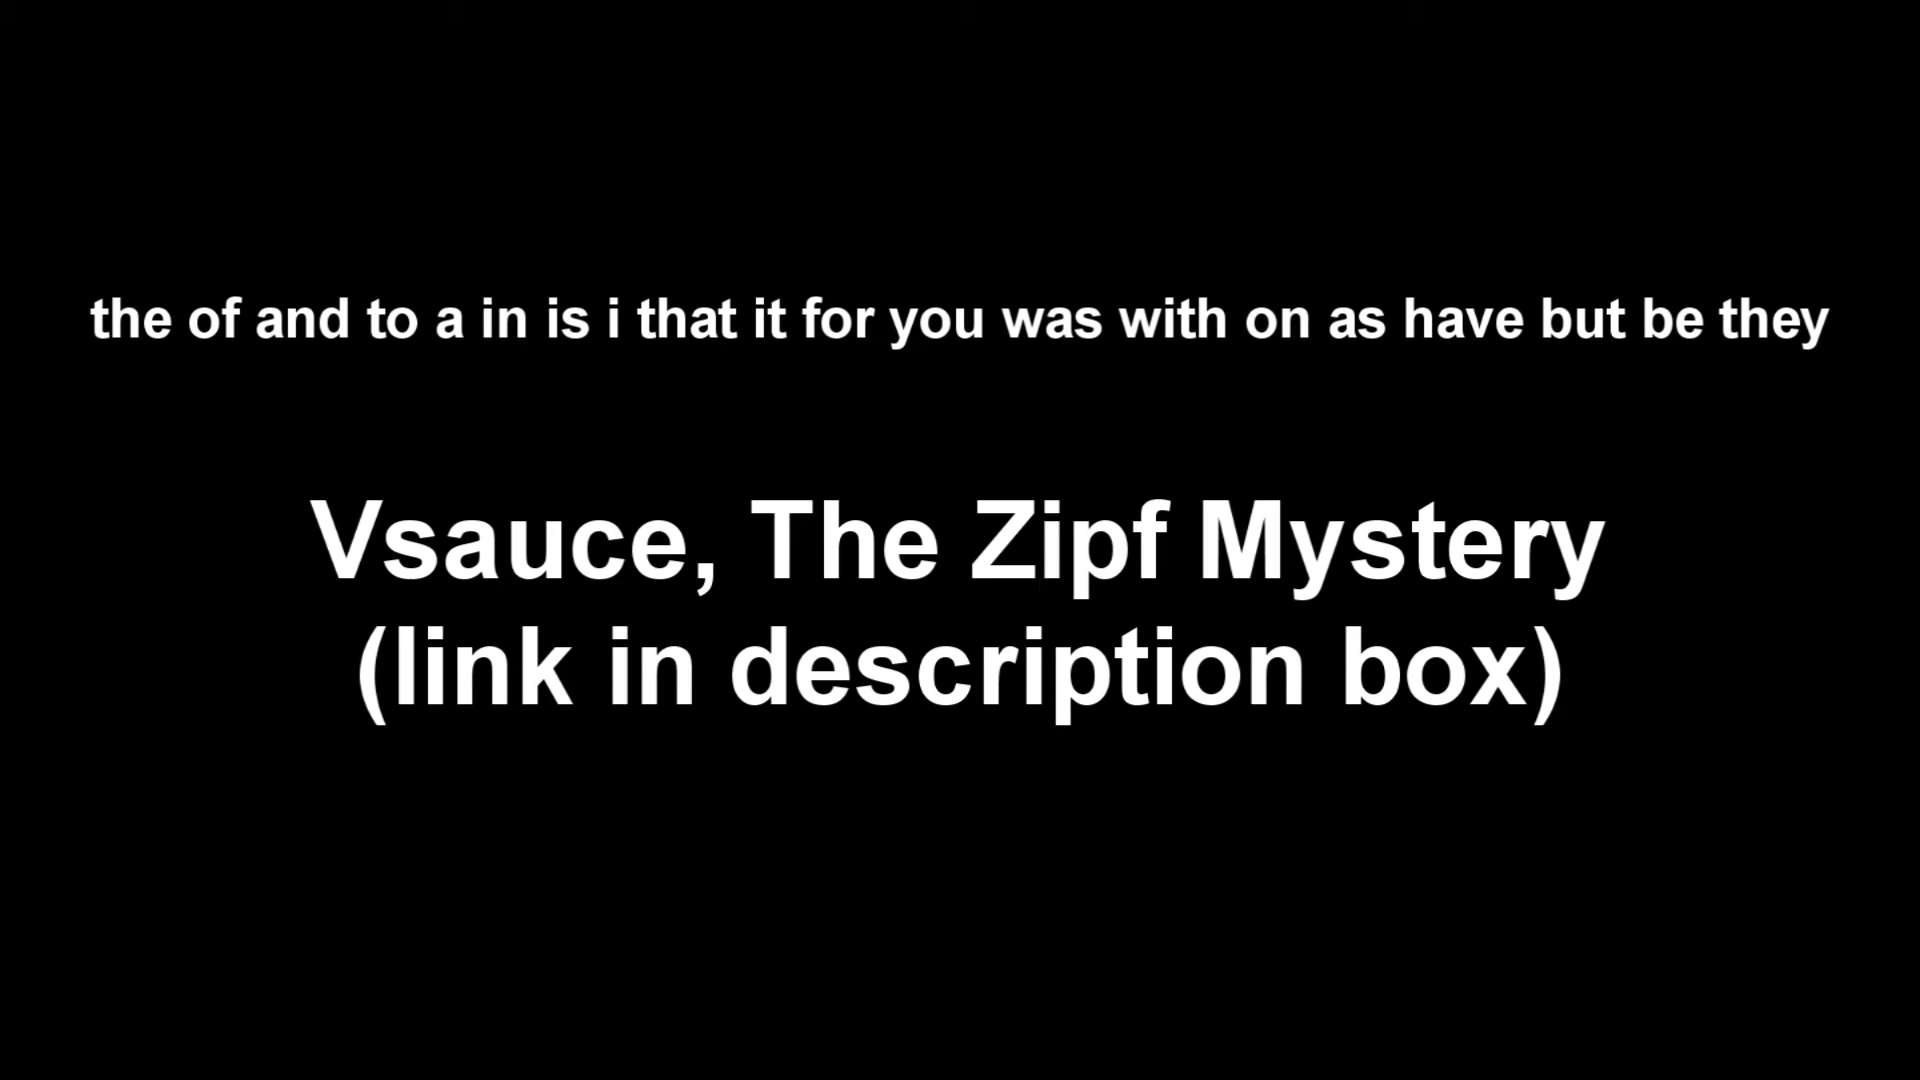 the of and to a in is i that it for you was with on as have but be they
Vsauce, The Zipf Mystery
(link in description box)